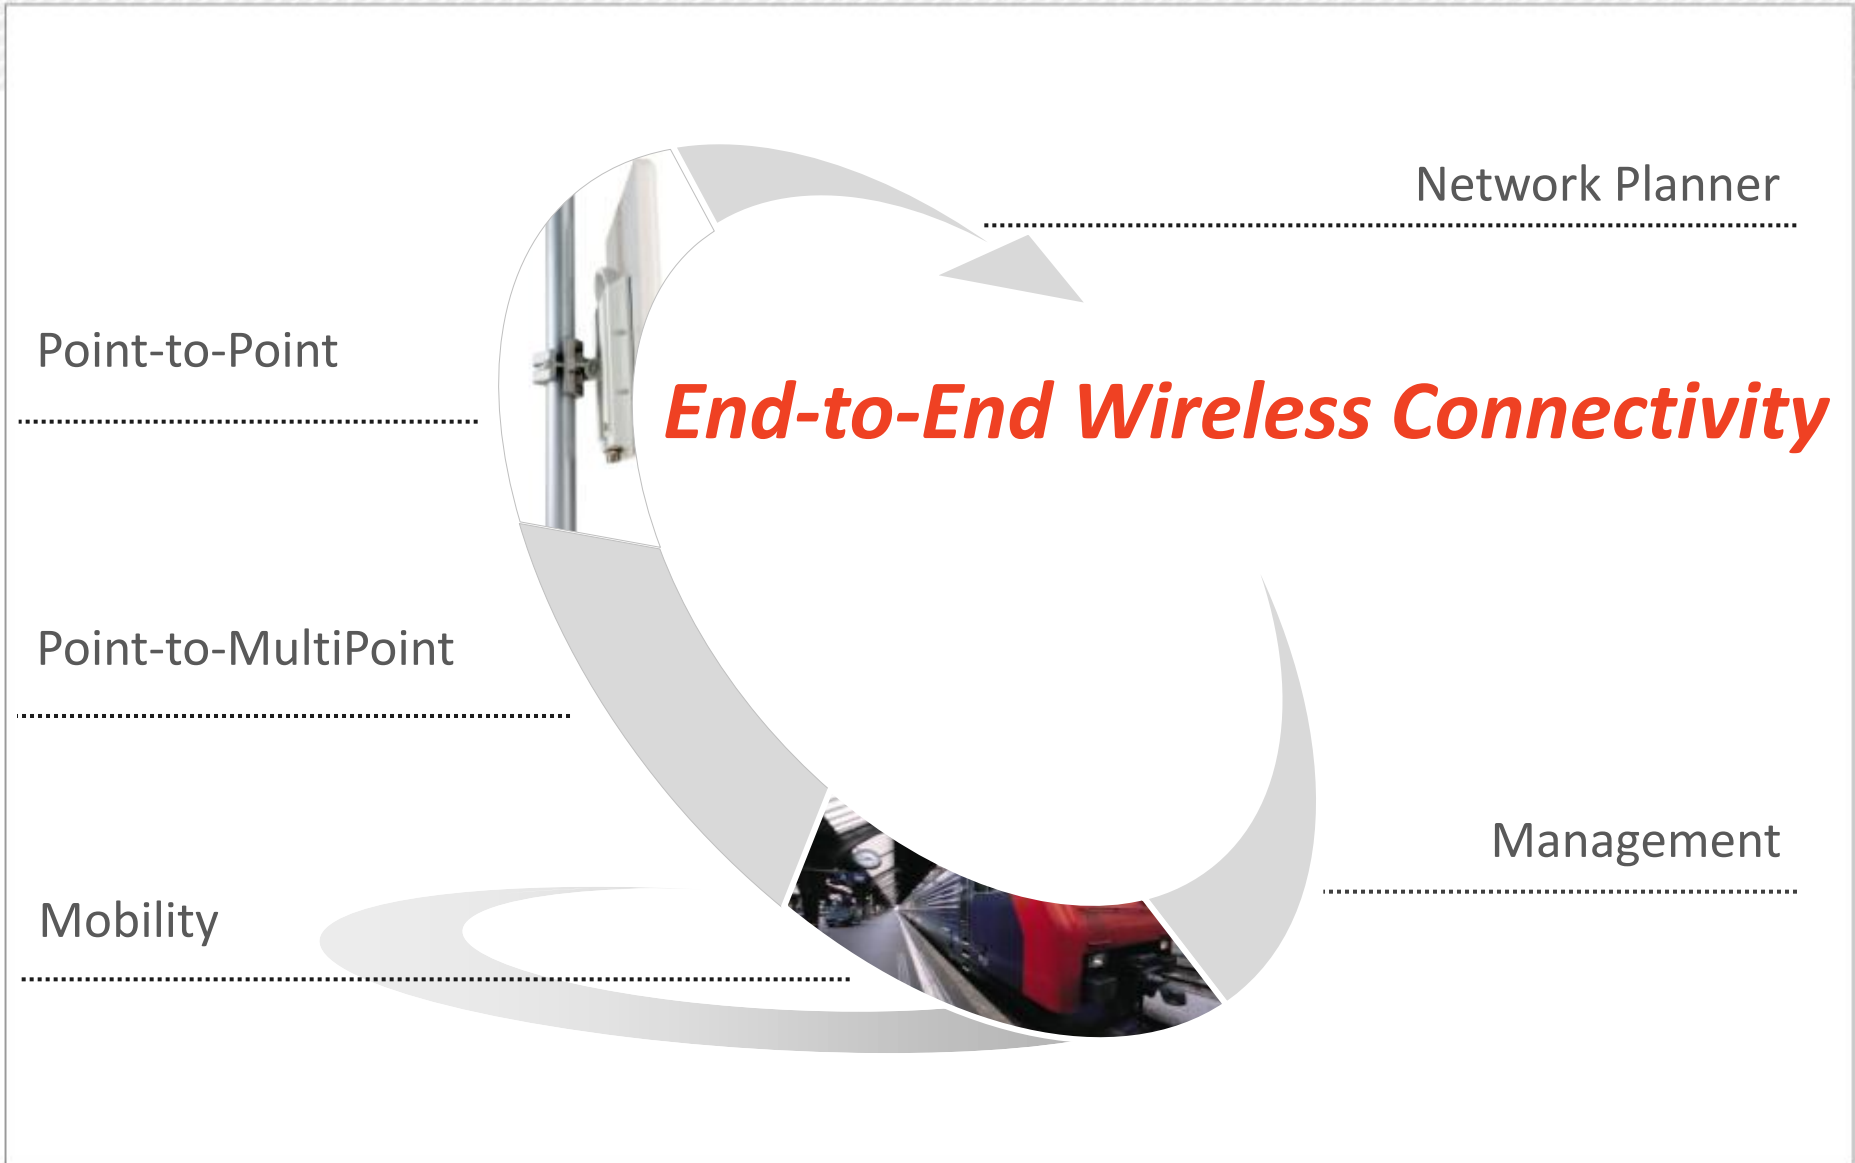 Network Planner
Point-to-Point
End-to-End Wireless Connectivity
Point-to-MultiPoint
Management
Mobility